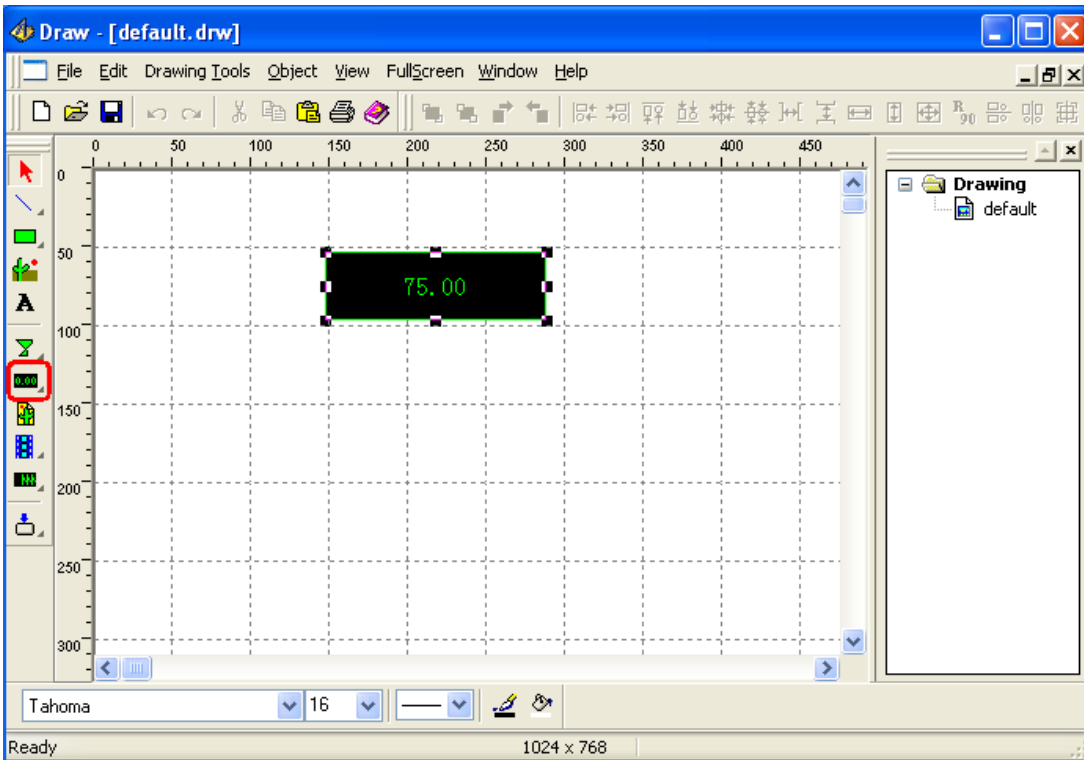 Draw - [default.drw]
File Edit Drawing Tools Object View FullScreen Window Help
R 90
0 50 100 150 200 250 300 350 400 450
Drawing
default
0
50
75.00
100
0.00
150
200
250
300
Tahoma 16
Ready 1024 x 768